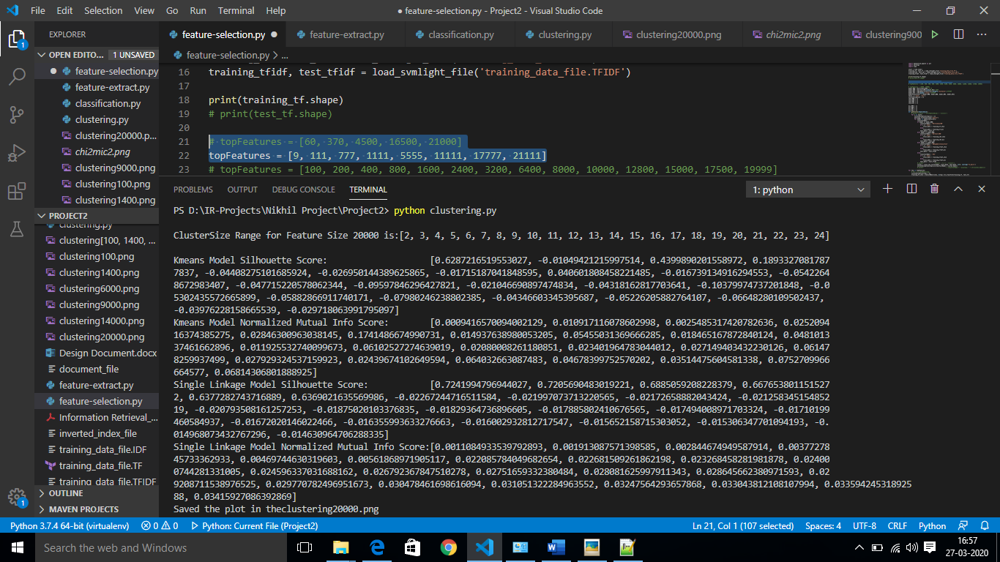 File Edit Selection View Go Run Terminal Help
● feature-selection.py - Project2 - Visual Studio Code
EXPLORER
feature-selection.py ●
feature-extract.py
classification.py
clustering.py
clustering20000.png
chi2mic2.png
clustering900
OPEN EDITO... 1 UNSAVED
feature-selection.py > ...
● feature-selection.py
feature-extract.py
classification.py
clustering.py
clustering20000.p...
chi2mic2.png
clustering9000.png
clustering100.png
clustering1400.png
PROJECT2
clustering.py
clustering[100, 1400, ...
clustering100.png
clustering1400.png
clustering6000.png
clustering9000.png
clustering14000.png
clustering20000.png
Design Document.docx
document_file
feature-extract.py
feature-selection.py
Information Retrieval_...
inverted_index_file
training_data_file.IDF
training_data_file.TF
training_data_file.TFIDF
OUTLINE
MAVEN PROJECTS
16 training_tfidf, test_tfidf = load_svmlight_file('training_data_file.TFIDF')
17
18 print(training_tf.shape)
19 # print(test_tf.shape)
20
21 # topFeatures = [60, 370, 4500, 16500, 21000]
22 topFeatures = [9, 111, 777, 1111, 5555, 11111, 17777, 21111]
23 # topFeatures = [100, 200, 400, 800, 1600, 2400, 3200, 6400, 8000, 10000, 12800, 15000, 17500, 19999]
PROBLEMS OUTPUT DEBUG CONSOLE TERMINAL
1: python
PS D:\IR-Projects\Nikhil Project\Project2> python clustering.py
ClusterSize Range for Feature Size 20000 is:[2, 3, 4, 5, 6, 7, 8, 9, 10, 11, 12, 13, 14, 15, 16, 17, 18, 19, 20, 21, 22, 23, 24]
Kmeans Model Silhouette Score: [0.6287216519553027, -0.01049421215997514, 0.4399890201558972, 0.1893327081787
7837, -0.04408275101685924, -0.026950144389625865, -0.01715187041848595, 0.040601808458221485, -0.016739134916294553, -0.0542264
8672983407, -0.047715220578062344, -0.09597846296427821, -0.021046690897474834, -0.04318162817703641, -0.10379974737201848, -0.0
5302435572665899, -0.05882866911740171, -0.07980246238802385, -0.04346603345395687, -0.05226205882764107, -0.06648280109502437,
-0.03976228158665539, -0.029718063991795097]
Kmeans Model Normalized Mutual Info Score: [0.0009416570094002129, 0.010917116078602998, 0.0025485317420782636, 0.0252094
16374385275, 0.02846300963038145, 0.1741486674990731, 0.014937638980053205, 0.05455031369666285, 0.018465167872840124, 0.0481013
37461662896, 0.011925532740099673, 0.06102527274639019, 0.02080008261180851, 0.023401964783044012, 0.027149403432230126, 0.06147
8259937499, 0.027929324537159923, 0.02439674102649594, 0.064032663087483, 0.04678399752570202, 0.03514475604581338, 0.0752709966
664577, 0.06814306801888925]
Single Linkage Model Silhouette Score: [0.7241994796944027, 0.7205690483019221, 0.6885059208228379, 0.667653801151527
2, 0.6377282743716889, 0.6369021635569986, -0.02267244716511584, -0.021997073713220565, -0.02172658882043424, -0.021258345154852
19, -0.020793508161257253, -0.01875020103376835, -0.01829364736896605, -0.017885802410676565, -0.017494008971703324, -0.01710199
460584937, -0.01672020146022466, -0.016355993633276663, -0.016002932812717547, -0.015652158715303052, -0.015306347701094193, -0.
014968073432767296, -0.014630964706288335]
Single Linkage Model Normalized Mutual Info Score:[0.0011084933539792893, 0.001913087571398585, 0.002844674949587914, 0.00377278
45733362933, 0.00469744630319603, 0.00561868971905117, 0.022085784049682654, 0.022681509261862198, 0.023268458281981878, 0.02400
0744281331005, 0.024596337031688162, 0.026792367847510278, 0.02751659332380484, 0.028081625997911343, 0.028645662380971593, 0.02
9208711538976525, 0.029770782496951673, 0.030478461698616094, 0.031051322284963552, 0.03247564293657868, 0.033043812108107994, 0.033594245318925
88, 0.03415927086392869]
Saved the plot in theclustering20000.png
Python 3.7.4 64-bit (virtualenv) 0 0 Python: Current File (Project2) Ln 21, Col 1 (107 selected) Spaces: 4 UTF-8 CRLF Python
Search the web and Windows
16:57
27-03-2020